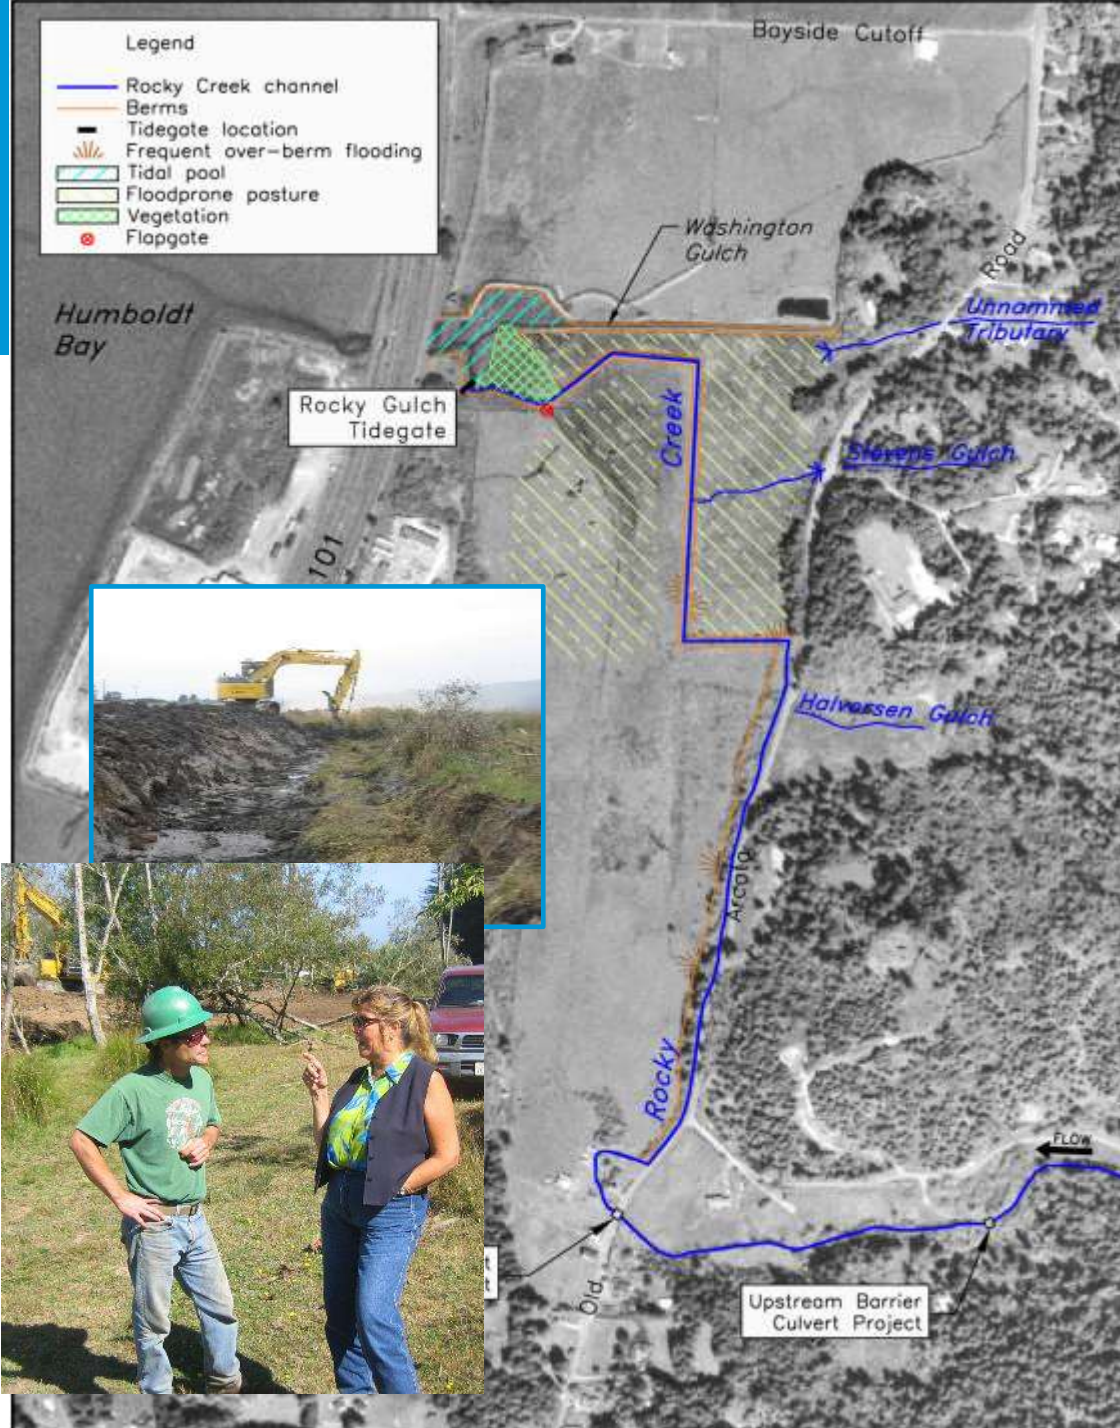 Legend
Rocky Creek channel
Berms
Tidegate location
Frequent over-berm flooding
Tidal pool
Floodprone pasture
Vegetation
Flapgate
Bayside Cutoff
Washington
Gulch
Road
Unnammed
Tributary
Humboldt
Bay
Rocky Gulch
Tidegate
Creek
Stevens Gulch
101
Halvorsen Gulch
Arcata
Rocky
FLOW
Old
Upstream Barrier
Culvert Project